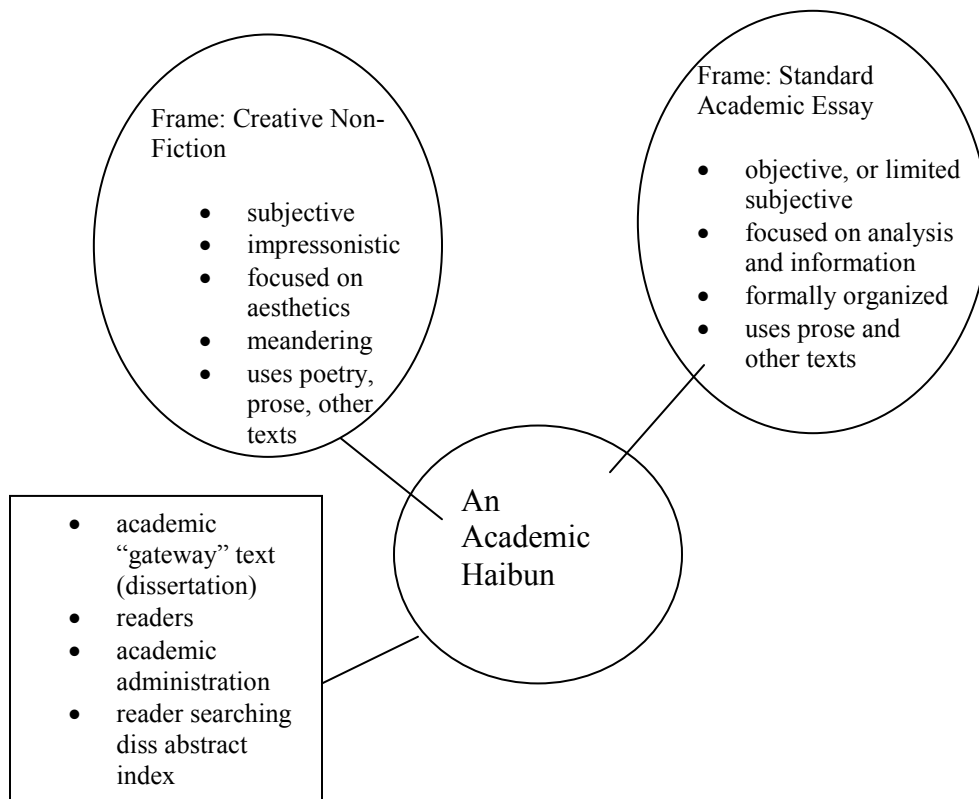 Frame: Creative Non-
Fiction
• subjective
• impressonistic
• focused on
aesthetics
• meandering
• uses poetry,
prose, other
texts
Frame: Standard
Academic Essay
• objective, or limited
subjective
• focused on analysis
and information
• formally organized
• uses prose and
other texts
An
Academic
Haibun
• academic
“gateway” text
(dissertation)
• readers
• academic
administration
• reader searching
diss abstract
index